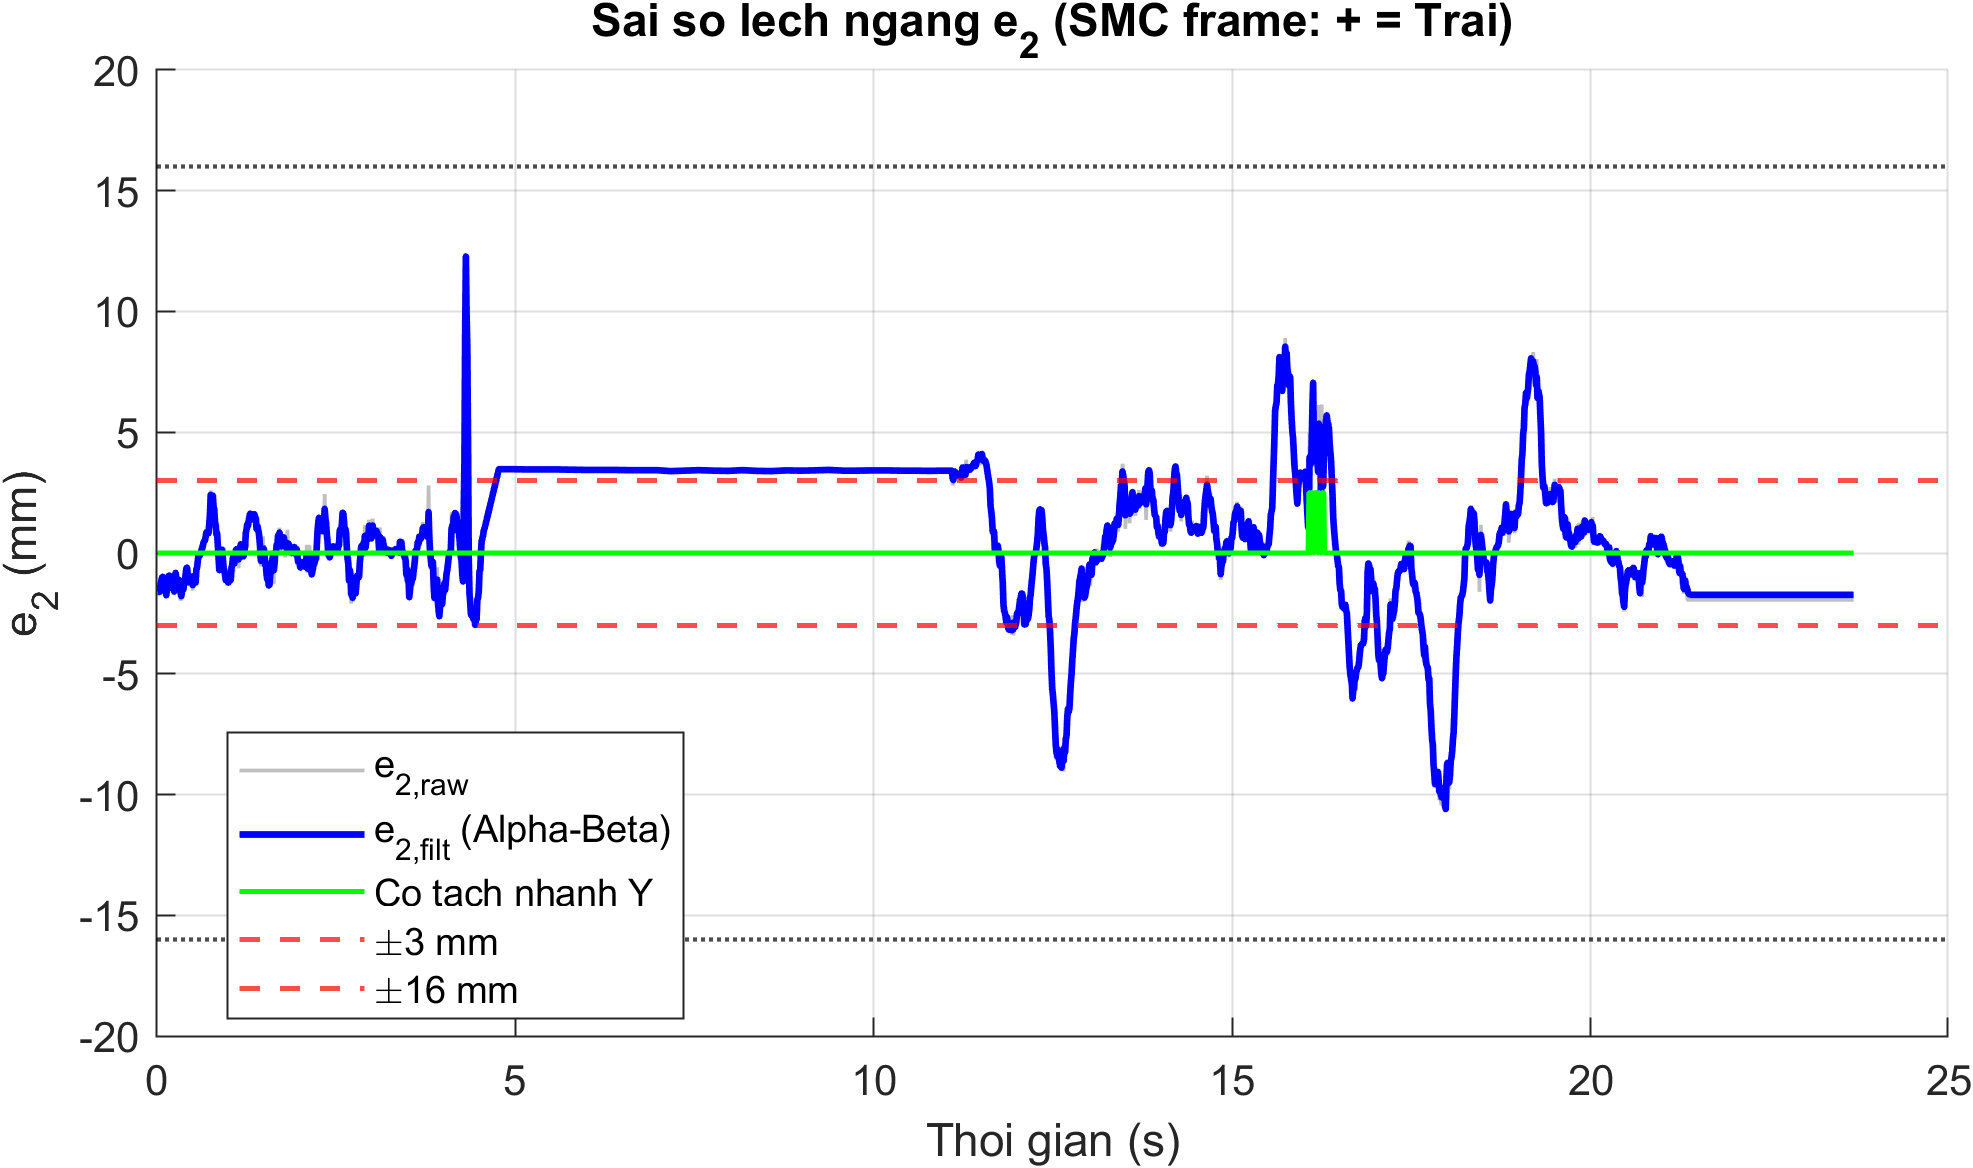 Sai so lech ngang e2 (SMC frame: + = Trai)
20
15
10
5
0
-5
-10
-15
-20
e2 (mm)
e2,raw
e2,filt (Alpha-Beta)
Co tach nhanh Y
±3 mm
±16 mm
0 5 10 15 20 25
Thoi gian (s)